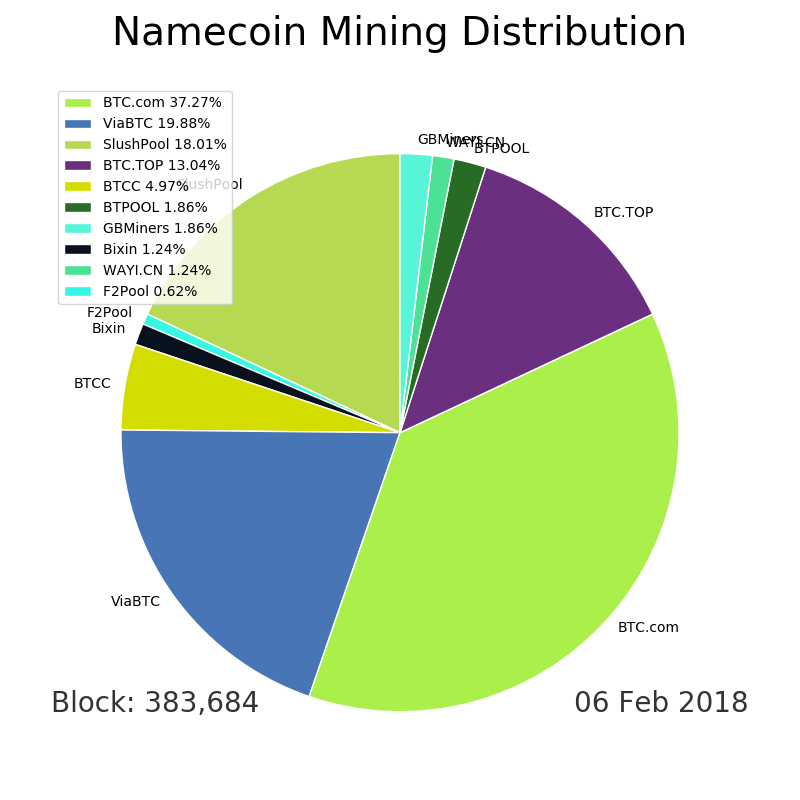 Namecoin Mining Distribution
BTC.com 37.27%
ViaBTC 19.88%
SlushPool 18.01%
BTC.TOP 13.04%
BTCC 4.97%
BTPOOL 1.86%
GBMiners 1.86%
Bixin 1.24%
WAYI.CN 1.24%
F2Pool 0.62%
GBMiners
WAYI.CN
BTPOOL
SlushPool
BTC.TOP
F2Pool
Bixin
BTCC
ViaBTC
BTC.com
Block: 383,684
06 Feb 2018